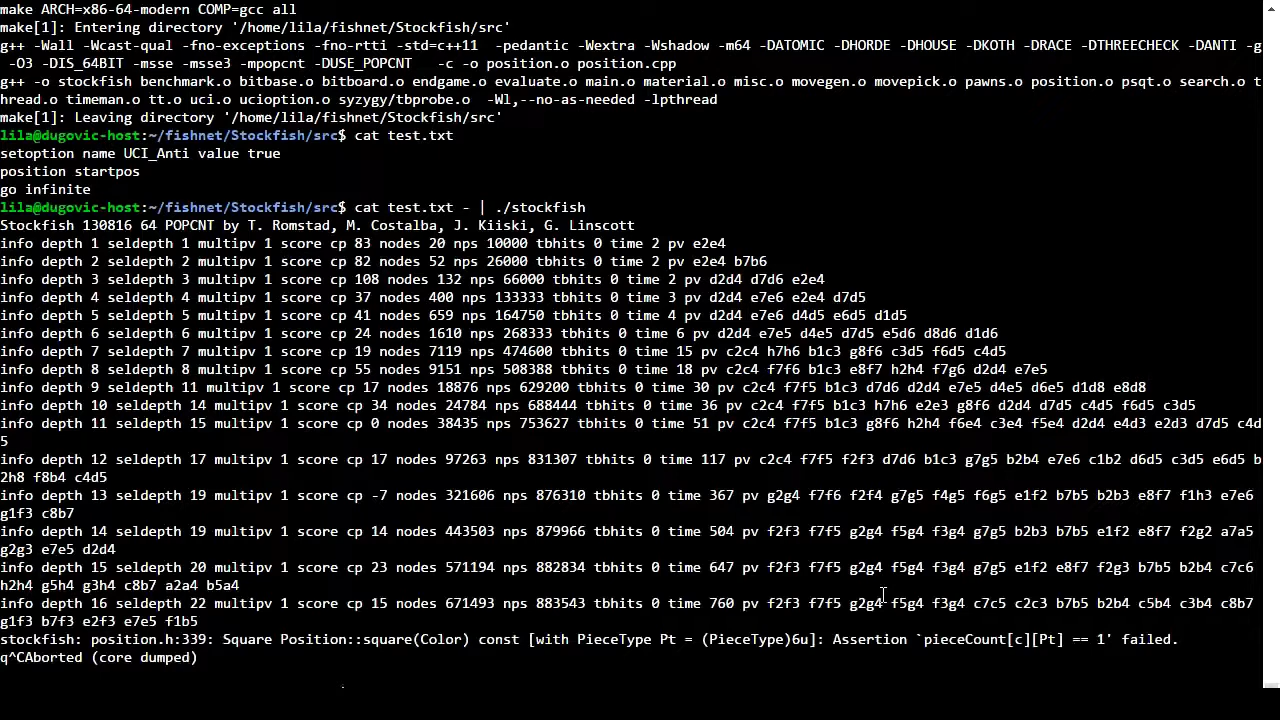 make ARCH=x86-64-modern COMP=gcc all
make[1]: Entering directory '/home/lila/fishnet/Stockfish/src'
g++ -Wall -Wcast-qual -fno-exceptions -fno-rtti -std=c++11  -pedantic -Wextra -Wshadow -m64 -DATOMIC -DHORDE -DHOUSE -DKOTH -DRACE -DTHREECHECK -DANTI -g
-O3 -DIS_64BIT -msse -msse3 -mpopcnt -DUSE_POPCNT   -c -o position.o position.cpp
g++ -o stockfish benchmark.o bitbase.o bitboard.o endgame.o evaluate.o main.o material.o misc.o movegen.o movepick.o pawns.o position.o psqt.o search.o t
hread.o timeman.o tt.o uci.o ucioption.o syzygy/tbprobe.o  -Wl,--no-as-needed -lpthread
make[1]: Leaving directory '/home/lila/fishnet/Stockfish/src'
lila@dugovic-host:~/fishnet/Stockfish/src$ cat test.txt
setoption name UCI_Anti value true
position startpos
go infinite
lila@dugovic-host:~/fishnet/Stockfish/src$ cat test.txt - | ./stockfish
Stockfish 130816 64 POPCNT by T. Romstad, M. Costalba, J. Kiiski, G. Linscott
info depth 1 seldepth 1 multipv 1 score cp 83 nodes 20 nps 10000 tbhits 0 time 2 pv e2e4
info depth 2 seldepth 2 multipv 1 score cp 82 nodes 52 nps 26000 tbhits 0 time 2 pv e2e4 b7b6
info depth 3 seldepth 3 multipv 1 score cp 108 nodes 132 nps 66000 tbhits 0 time 2 pv d2d4 d7d6 e2e4
info depth 4 seldepth 4 multipv 1 score cp 37 nodes 400 nps 133333 tbhits 0 time 3 pv d2d4 e7e6 e2e4 d7d5
info depth 5 seldepth 5 multipv 1 score cp 41 nodes 659 nps 164750 tbhits 0 time 4 pv d2d4 e7e6 d4d5 e6d5 d1d5
info depth 6 seldepth 6 multipv 1 score cp 24 nodes 1610 nps 268333 tbhits 0 time 6 pv d2d4 e7e5 d4e5 d7d5 e5d6 d8d6 d1d6
info depth 7 seldepth 7 multipv 1 score cp 19 nodes 7119 nps 474600 tbhits 0 time 15 pv c2c4 h7h6 b1c3 g8f6 c3d5 f6d5 c4d5
info depth 8 seldepth 8 multipv 1 score cp 55 nodes 9151 nps 508388 tbhits 0 time 18 pv c2c4 f7f6 b1c3 e8f7 h2h4 f7g6 d2d4 e7e5
info depth 9 seldepth 11 multipv 1 score cp 17 nodes 18876 nps 629200 tbhits 0 time 30 pv c2c4 f7f5 b1c3 d7d6 d2d4 e7e5 d4e5 d6e5 d1d8 e8d8
info depth 10 seldepth 14 multipv 1 score cp 34 nodes 24784 nps 688444 tbhits 0 time 36 pv c2c4 f7f5 b1c3 h7h6 e2e3 g8f6 d2d4 d7d5 c4d5 f6d5 c3d5
info depth 11 seldepth 15 multipv 1 score cp 0 nodes 38435 nps 753627 tbhits 0 time 51 pv c2c4 f7f5 b1c3 g8f6 h2h4 f6e4 c3e4 f5e4 d2d4 e4d3 e2d3 d7d5 c4d
5
info depth 12 seldepth 17 multipv 1 score cp 17 nodes 97263 nps 831307 tbhits 0 time 117 pv c2c4 f7f5 f2f3 d7d6 b1c3 g7g5 b2b4 e7e6 c1b2 d6d5 c3d5 e6d5 b
2h8 f8b4 c4d5
info depth 13 seldepth 19 multipv 1 score cp -7 nodes 321606 nps 876310 tbhits 0 time 367 pv g2g4 f7f6 f2f4 g7g5 f4g5 f6g5 e1f2 b7b5 b2b3 e8f7 f1h3 e7e6
g1f3 c8b7
info depth 14 seldepth 19 multipv 1 score cp 14 nodes 443503 nps 879966 tbhits 0 time 504 pv f2f3 f7f5 g2g4 f5g4 f3g4 g7g5 b2b3 b7b5 e1f2 e8f7 f2g2 a7a5
g2g3 e7e5 d2d4
info depth 15 seldepth 20 multipv 1 score cp 23 nodes 571194 nps 882834 tbhits 0 time 647 pv f2f3 f7f5 g2g4 f5g4 f3g4 g7g5 e1f2 e8f7 f2g3 b7b5 b2b4 c7c6
h2h4 g5h4 g3h4 c8b7 a2a4 b5a4
info depth 16 seldepth 22 multipv 1 score cp 15 nodes 671493 nps 883543 tbhits 0 time 760 pv f2f3 f7f5 g2g4 f5g4 f3g4 c7c5 c2c3 b7b5 b2b4 c5b4 c3b4 c8b7
g1f3 b7f3 e2f3 e7e5 f1b5
stockfish: position.h:339: Square Position::square(Color) const [with PieceType Pt = (PieceType)6u]: Assertion `pieceCount[c][Pt] == 1' failed.
q^CAborted (core dumped)